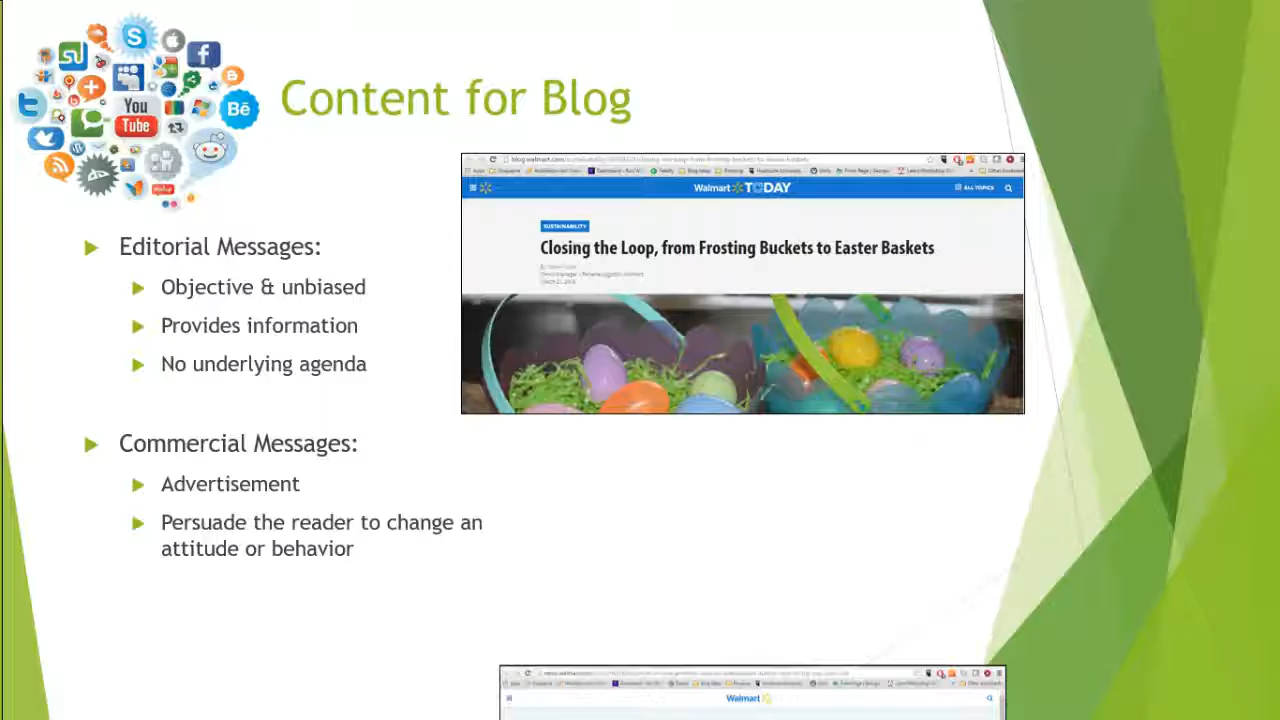 You
Tube
Content for Blog
Walmart TODAY
ALL TOPICS
SUSTAINABILITY
Closing the Loop, from Frosting Buckets to Easter Baskets
Editorial Messages:
Objective & unbiased
Provides information
No underlying agenda
Commercial Messages:
Advertisement
Persuade the reader to change an
attitude or behavior
Walmart